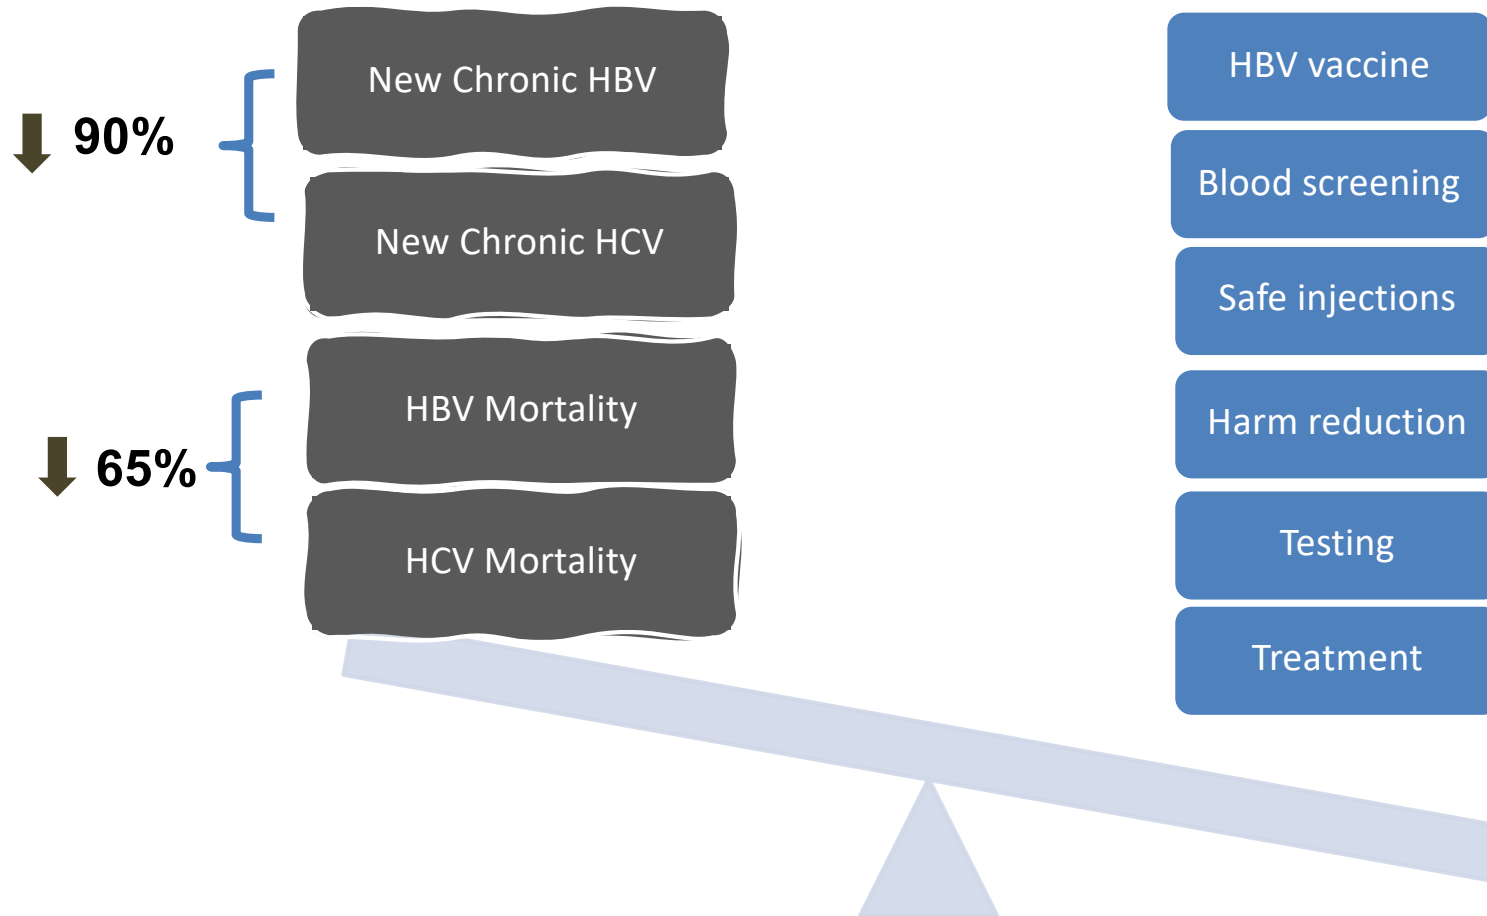 90%
New Chronic HBV
New Chronic HCV
65%
HBV Mortality
HCV Mortality
HBV vaccine
Blood screening
Safe injections
Harm reduction
Testing
Treatment